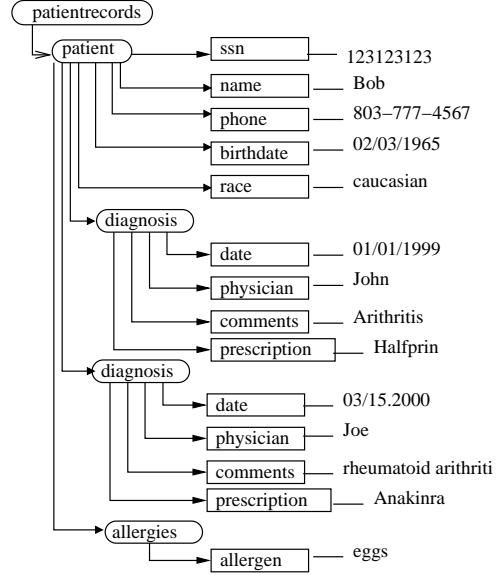 patientrecords
patient
ssn 123123123
name Bob
phone 803-777-4567
birthdate 02/03/1965
race caucasian
diagnosis
date 01/01/1999
physician John
comments Arithritis
prescription Halfprin
diagnosis
date 03/15.2000
physician Joe
comments rheumatoid arthriti
prescription Anakinra
allergies
allergen eggs